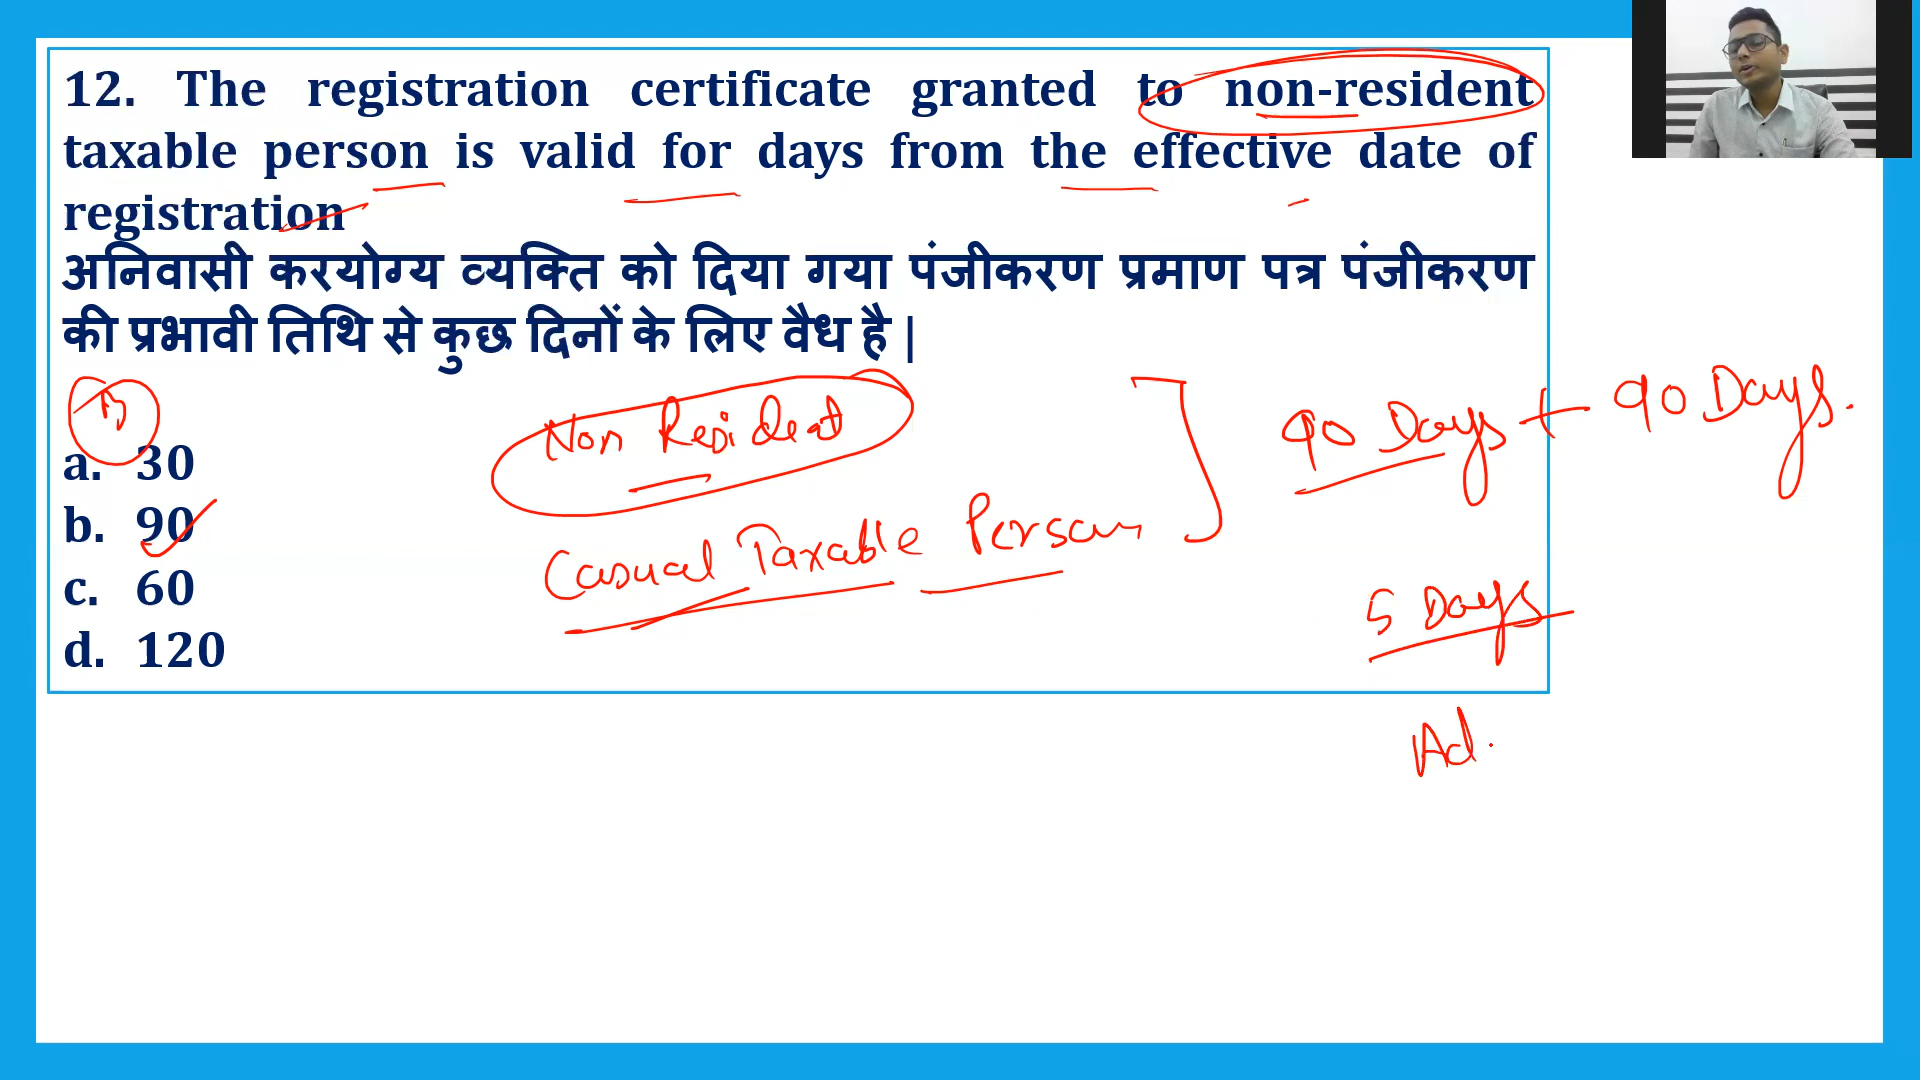 12. The registration certificate granted to non-resident
taxable person is valid for days from the effective date of
registration
अनिवासी करयोग्य व्यक्ति को दिया गया पंजीकरण प्रमाण पत्र पंजीकरण
की प्रभावी तिथि से कुछ दिनों के लिए वैध है |
a. 30
b. 90
c. 60
d. 120
Non Resident
Casual Taxable Person
90 Days + 90 Days.
5 Days
Ad.